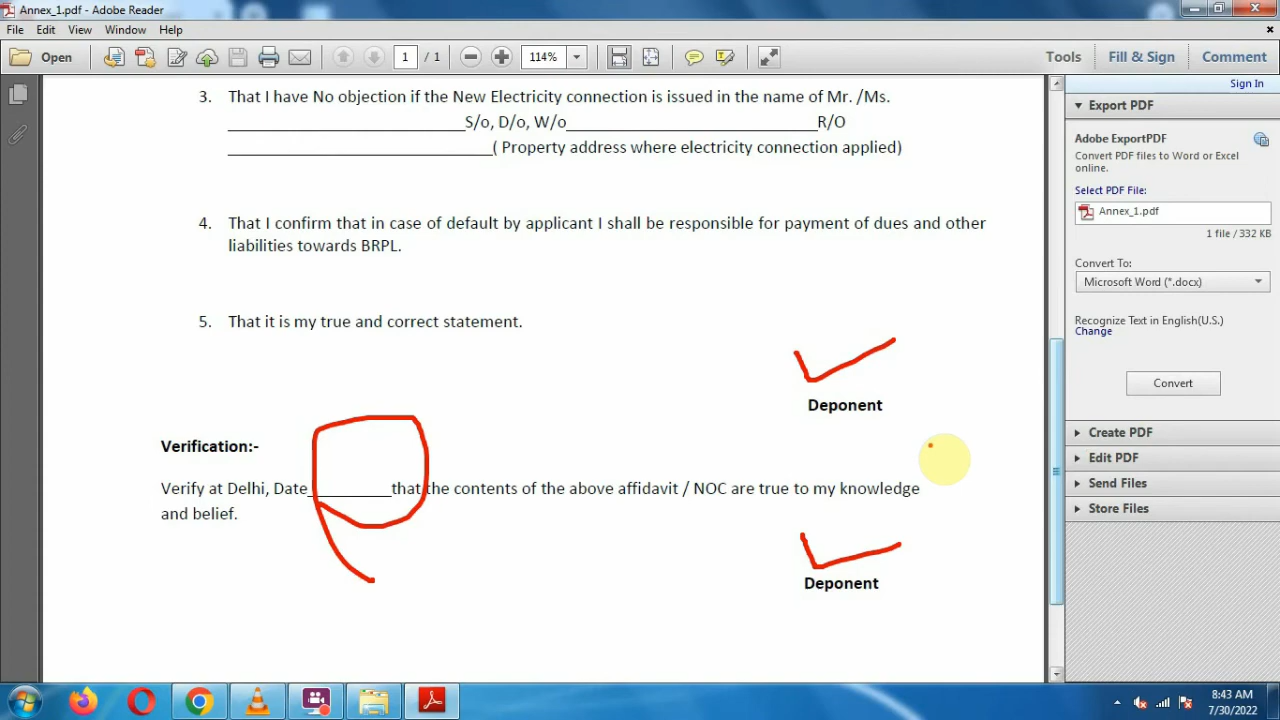 Annex_1.pdf - Adobe Reader
File Edit View Window Help
Open 1 / 1 114% Tools Fill & Sign Comment
3. That I have No objection if the New Electricity connection is issued in the name of Mr. /Ms.
_________________________S/o, D/o, W/o___________________________R/O
____________________________( Property address where electricity connection applied)
4. That I confirm that in case of default by applicant I shall be responsible for payment of dues and other
liabilities towards BRPL.
5. That it is my true and correct statement.
Deponent
Verification:-
Verify at Delhi, Date_________that the contents of the above affidavit / NOC are true to my knowledge
and belief.
Deponent
Sign In
Export PDF
Adobe ExportPDF
Convert PDF files to Word or Excel
online.
Select PDF File:
Annex_1.pdf
1 file / 332 KB
Convert To:
Microsoft Word (*.docx)
Recognize Text in English(U.S.)
Change
Convert
Create PDF
Edit PDF
Send Files
Store Files
8:43 AM
7/30/2022